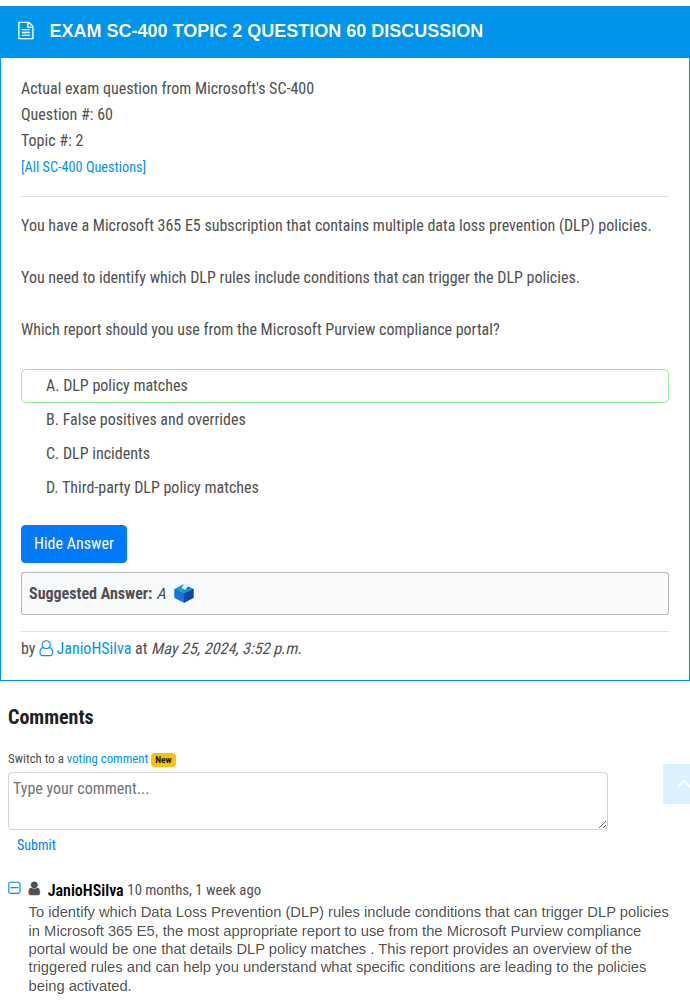 EXAM SC-400 TOPIC 2 QUESTION 60 DISCUSSION
Actual exam question from Microsoft's SC-400
Question #: 60
Topic #: 2
[All SC-400 Questions]
You have a Microsoft 365 E5 subscription that contains multiple data loss prevention (DLP) policies.
You need to identify which DLP rules include conditions that can trigger the DLP policies.
Which report should you use from the Microsoft Purview compliance portal?
A. DLP policy matches
B. False positives and overrides
C. DLP incidents
D. Third-party DLP policy matches
Hide Answer
Suggested Answer: A
by JanioHSilva at May 25, 2024, 3:52 p.m.
Comments
Switch to a voting comment New
Type your comment...
Submit
JanioHSilva 10 months, 1 week ago
To identify which Data Loss Prevention (DLP) rules include conditions that can trigger DLP policies
in Microsoft 365 E5, the most appropriate report to use from the Microsoft Purview compliance
portal would be one that details DLP policy matches . This report provides an overview of the
triggered rules and can help you understand what specific conditions are leading to the policies
being activated.